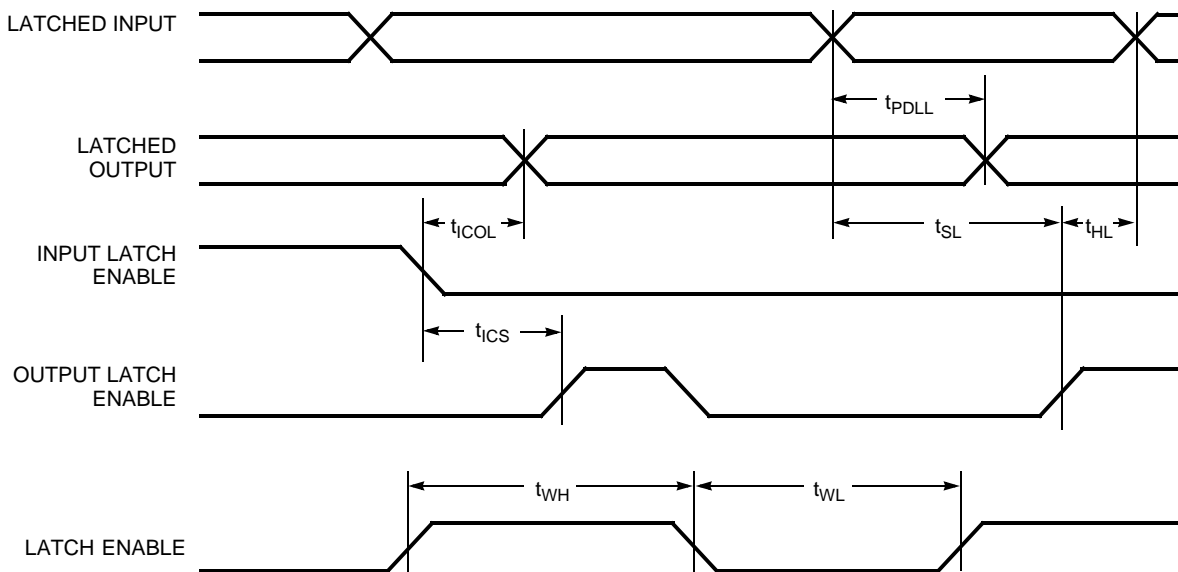 LATCHED INPUT
tPDLL
LATCHED
OUTPUT
tICOL
tSL
tHL
INPUT LATCH
ENABLE
tICS
OUTPUT LATCH
ENABLE
tWH
tWL
LATCH ENABLE